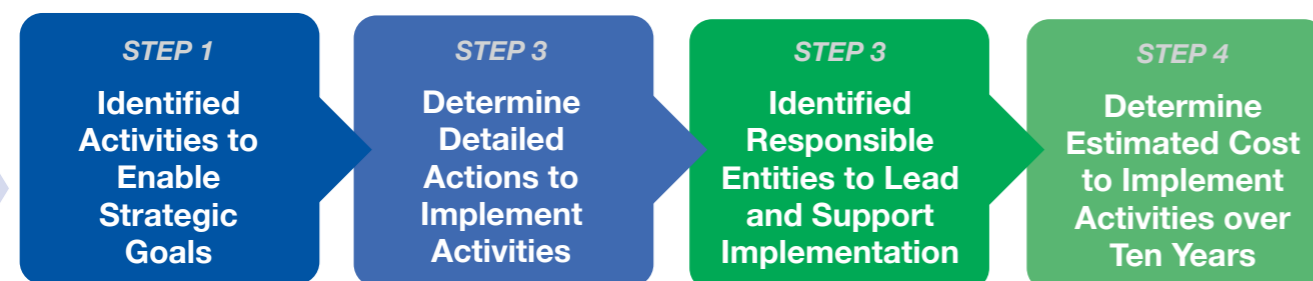 STEP 1
Identified
Activities to
Enable
Strategic
Goals
STEP 3
Determine
Detailed
Actions to
Implement
Activities
STEP 3
Identified
Responsible
Entities to Lead
and Support
Implementation
STEP 4
Determine
Estimated Cost
to Implement
Activities over
Ten Years